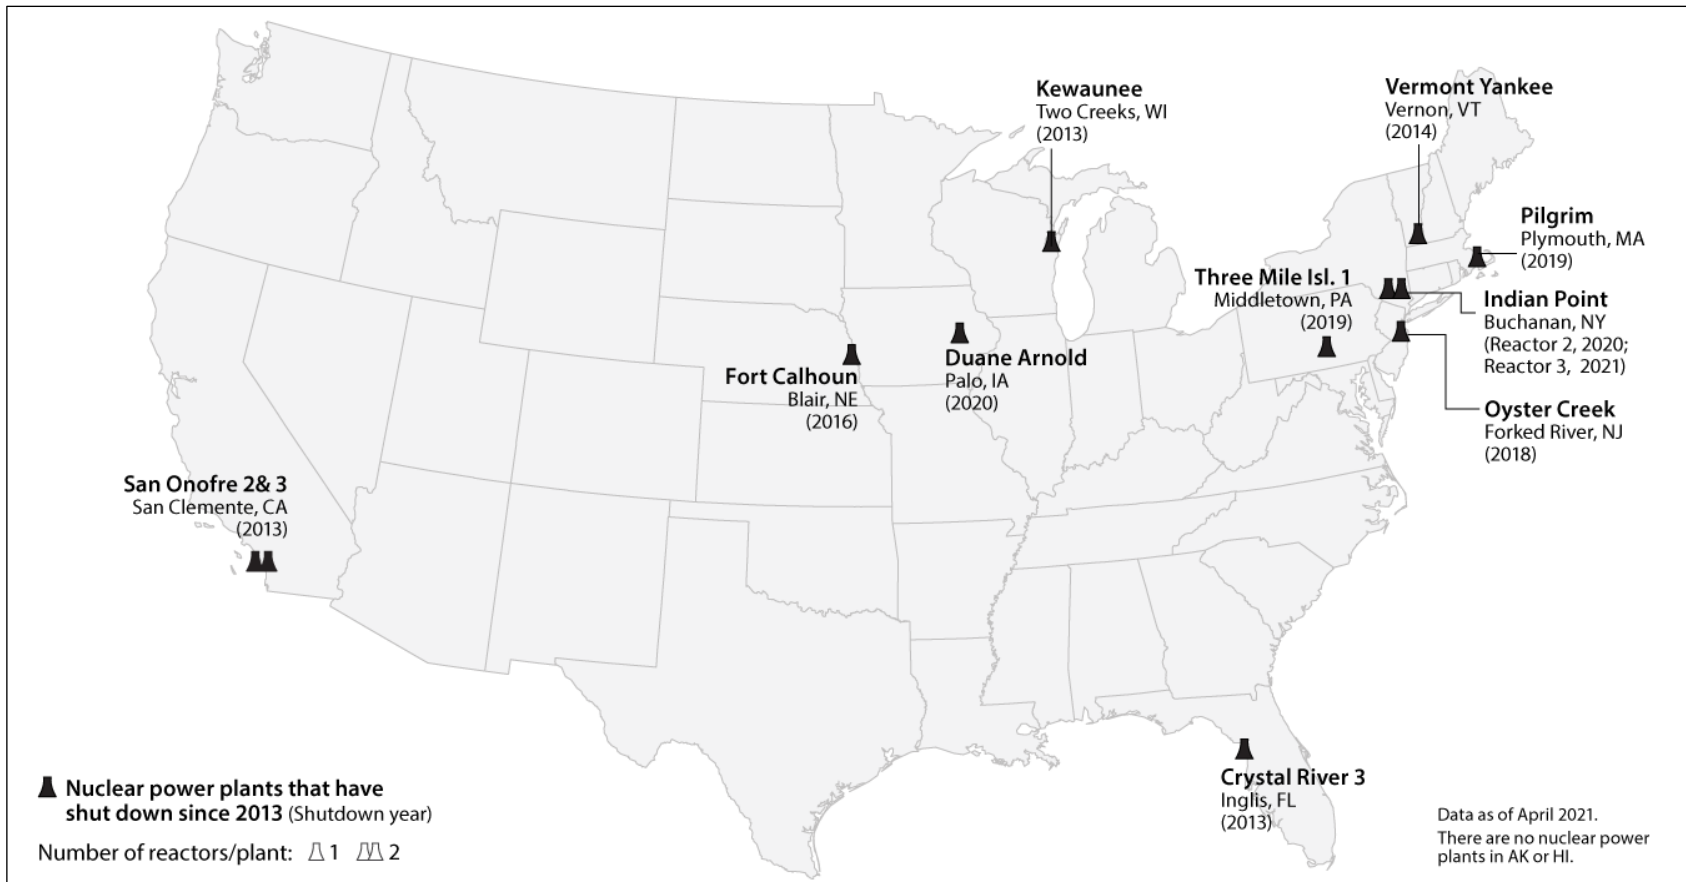 Kewaunee
Two Creeks, WI
(2013)
Vermont Yankee
Vernon, VT
(2014)
Pilgrim
Plymouth, MA
(2019)
Three Mile Isl. 1
Middletown, PA
(2019)
Indian Point
Buchanan, NY
(Reactor 2, 2020;
Reactor 3, 2021)
Fort Calhoun
Blair, NE
(2016)
Duane Arnold
Palo, IA
(2020)
Oyster Creek
Forked River, NJ
(2018)
San Onofre 2& 3
San Clemente, CA
(2013)
Crystal River 3
Inglis, FL
(2013)
Nuclear power plants that have
shut down since 2013 (Shutdown year)
Number of reactors/plant: 1 2
Data as of April 2021.
There are no nuclear power
plants in AK or HI.